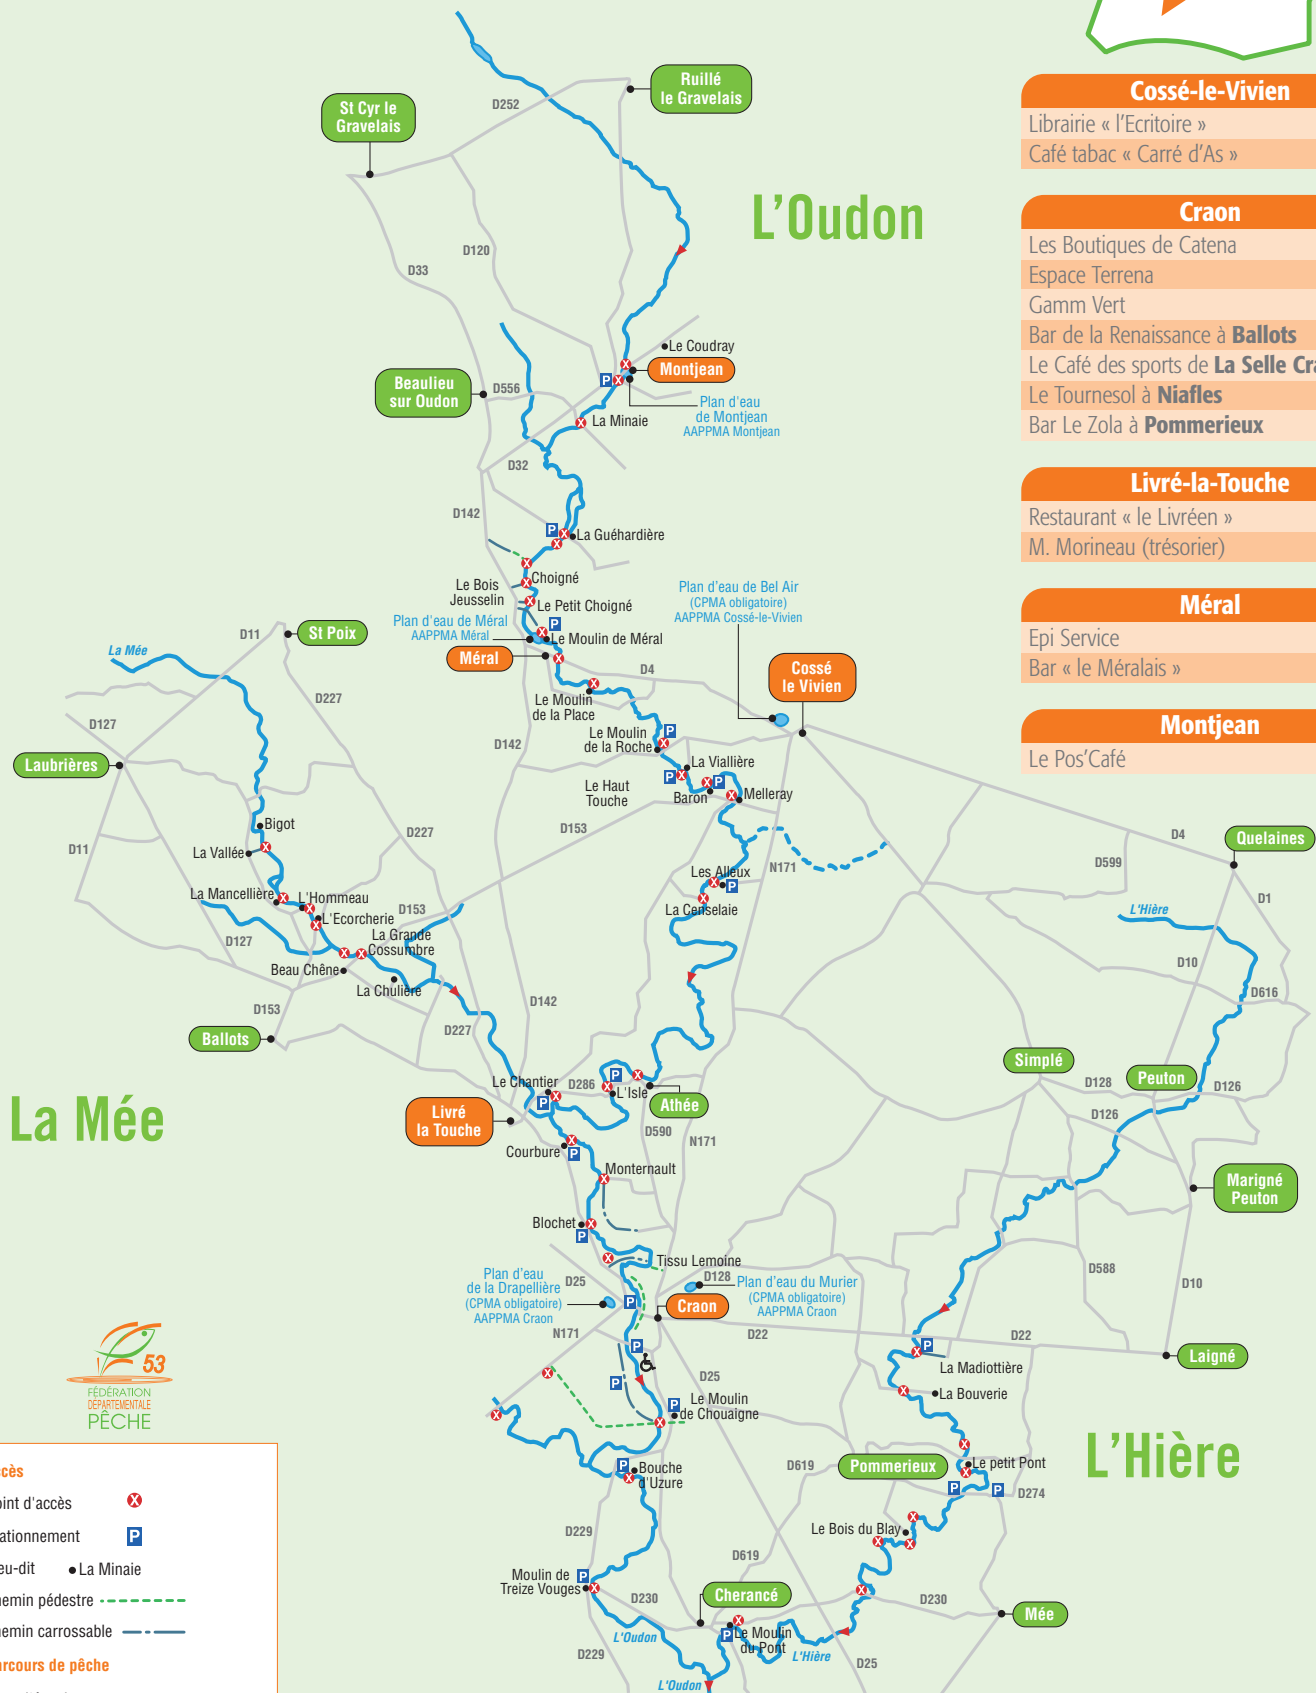 Ruillé
le Gravelais
St Cyr le
Gravelais
D252
L'Oudon
D120
D33
Le Coudray
Montjean
Beaulieu
sur Oudon
D556
Plan d'eau
de Montjean
AAPPMA Montjean
La Minaie
D32
D142
La Guéhardière
Choigné
Le Bois
Jeusselin
Le Petit Choigné
Plan d'eau de Méral
AAPPMA Méral
Le Moulin de Méral
Méral
Plan d'eau de Bel Air
(CPMA obligatoire)
AAPPMA Cossé-le-Vivien
Cossé
le Vivien
D4
Le Moulin
de la Place
Le Moulin
de la Roche
D142
La Viallière
Le Haut
Touche
Baron
Melleray
D153
Les Alleux
N171
La Censelaie
La Mée
D11
St Poix
D227
D127
Laubrières
Bigot
D227
La Vallée
D11
La Mancellière
L'Hommeau
L'Ecorcherie
D153
La Grande
Cossumbre
D127
Beau Chêne
La Chulière
D153
D227
Ballots
D142
La Mée
Le Chantier
D286
L'Isle
Athée
Livré
la Touche
D590
N171
Courbure
Monternault
Blochet
Tissu Lemoine
Plan d'eau
de la Drapellière
(CPMA obligatoire)
AAPPMA Craon
D25
D128
Plan d'eau du Murier
(CPMA obligatoire)
AAPPMA Craon
Craon
N171
D22
D25
Le Moulin
de Chouaigne
Bouche
d'Uzure
D229
Moulin de
Treize Vouges
D230
D229
L'Oudon
L'Oudon
Cherancé
Le Moulin
du Pont
L'Hière
D25
D619
D619
D230
Mée
Le Bois du Blay
Pommerieux
Le petit Pont
D274
La Bouverie
La Madiottière
D22
Laigné
L'Hière
D588
D10
Marigné
Peuton
D126
D128
Simplé
Peuton
D126
D616
D10
L'Hière
D1
D599
D4
Quelaines
Cossé-le-Vivien
Librairie « l'Ecritoire »
Café tabac « Carré d'As »
Craon
Les Boutiques de Catena
Espace Terrena
Gamm Vert
Bar de la Renaissance à Ballots
Le Café des sports de La Selle Cra
Le Tournesol à Niafles
Bar Le Zola à Pommerieux
Livré-la-Touche
Restaurant « le Livréen »
M. Morineau (trésorier)
Méral
Epi Service
Bar « le Méralais »
Montjean
Le Pos'Café
53
FÉDÉRATION
DÉPARTEMENTALE
PÊCHE
ccès
oint d'accès
P
ationnement
eu-dit
La Minaie
hemin pédestre
hemin carrossable
arcours de pêche